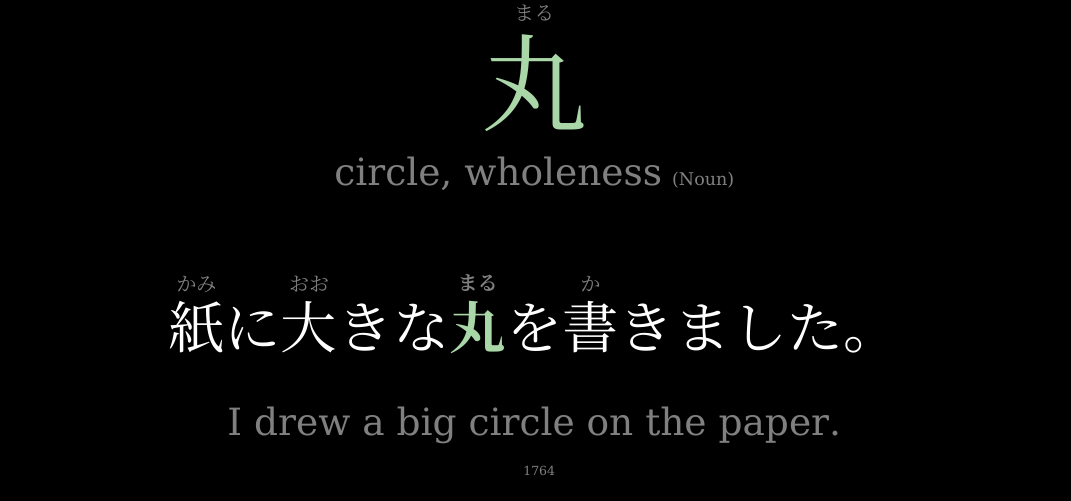 まる
丸
circle, wholeness (Noun)
かみ おお まる か
紙に大きな丸を書きました。
I drew a big circle on the paper.
1764